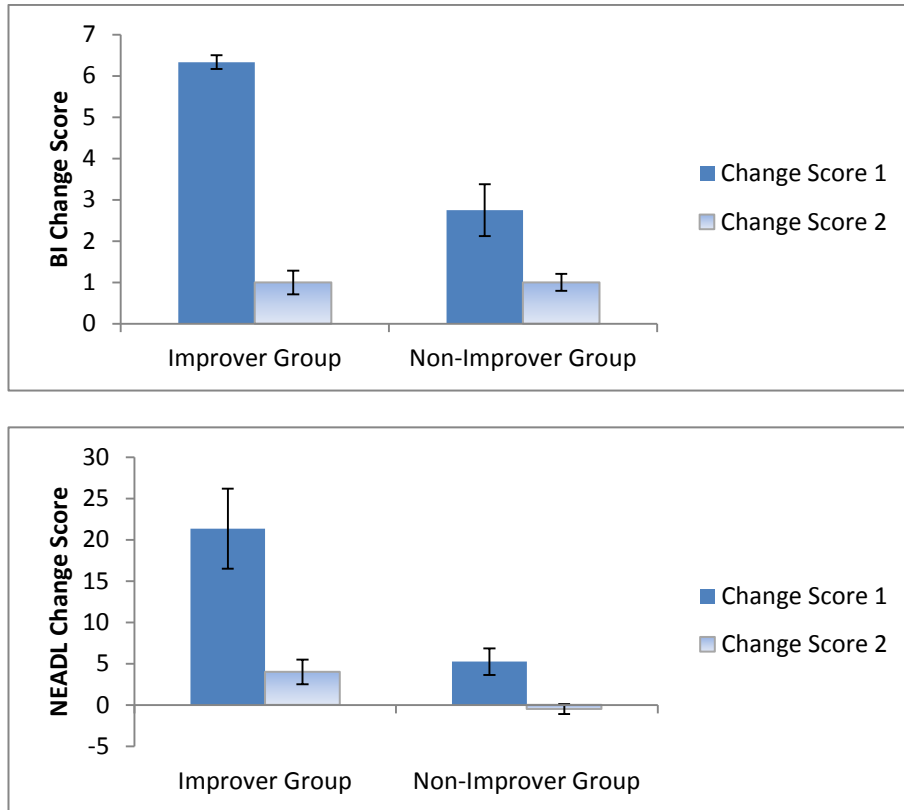 7
6
5
4
3
2
1
0
BI Change Score
Improver Group
Non-Improver Group
Change Score 1
Change Score 2
30
25
20
15
10
5
0
-5
NEADL Change Score
Improver Group
Non-Improver Group
Change Score 1
Change Score 2